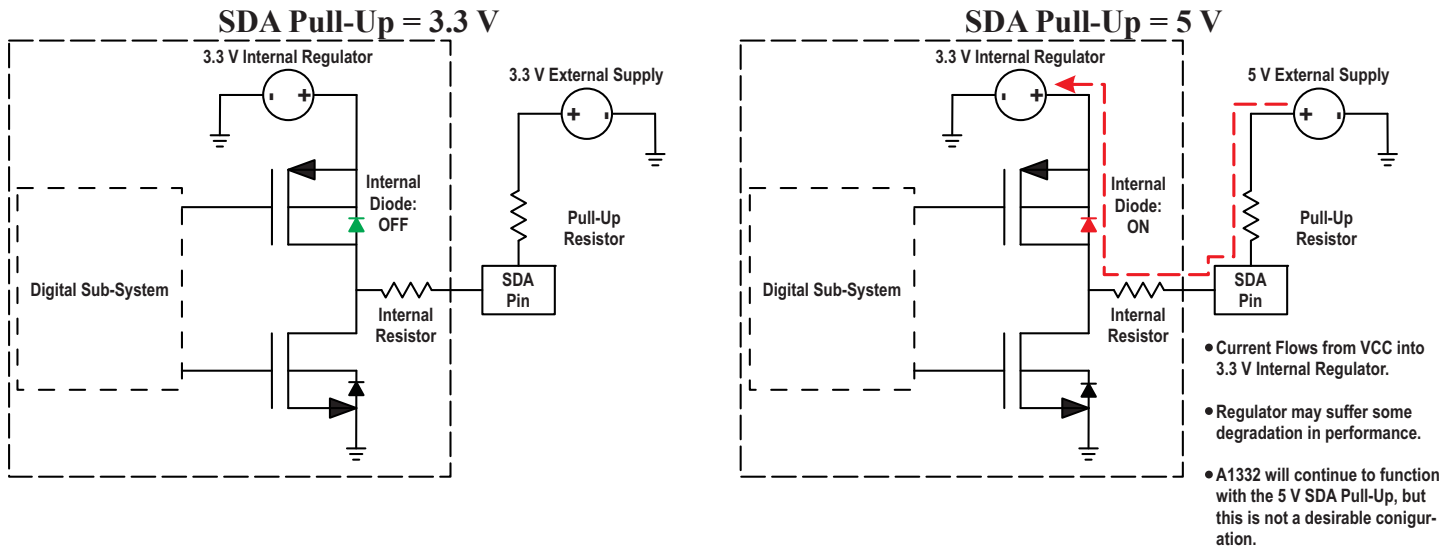 SDA Pull-Up = 3.3 V
3.3 V Internal Regulator
3.3 V External Supply
- +
+ -
Internal
Diode:
OFF
Pull-Up
Resistor
Digital Sub-System
SDA
Pin
Internal
Resistor
SDA Pull-Up = 5 V
3.3 V Internal Regulator
5 V External Supply
- +
+ -
Internal
Diode:
ON
Pull-Up
Resistor
Digital Sub-System
SDA
Pin
Internal
Resistor
• Current Flows from VCC into
3.3 V Internal Regulator.
• Regulator may suffer some
degradation in performance.
• A1332 will continue to function
with the 5 V SDA Pull-Up, but
this is not a desirable conigur-
ation.